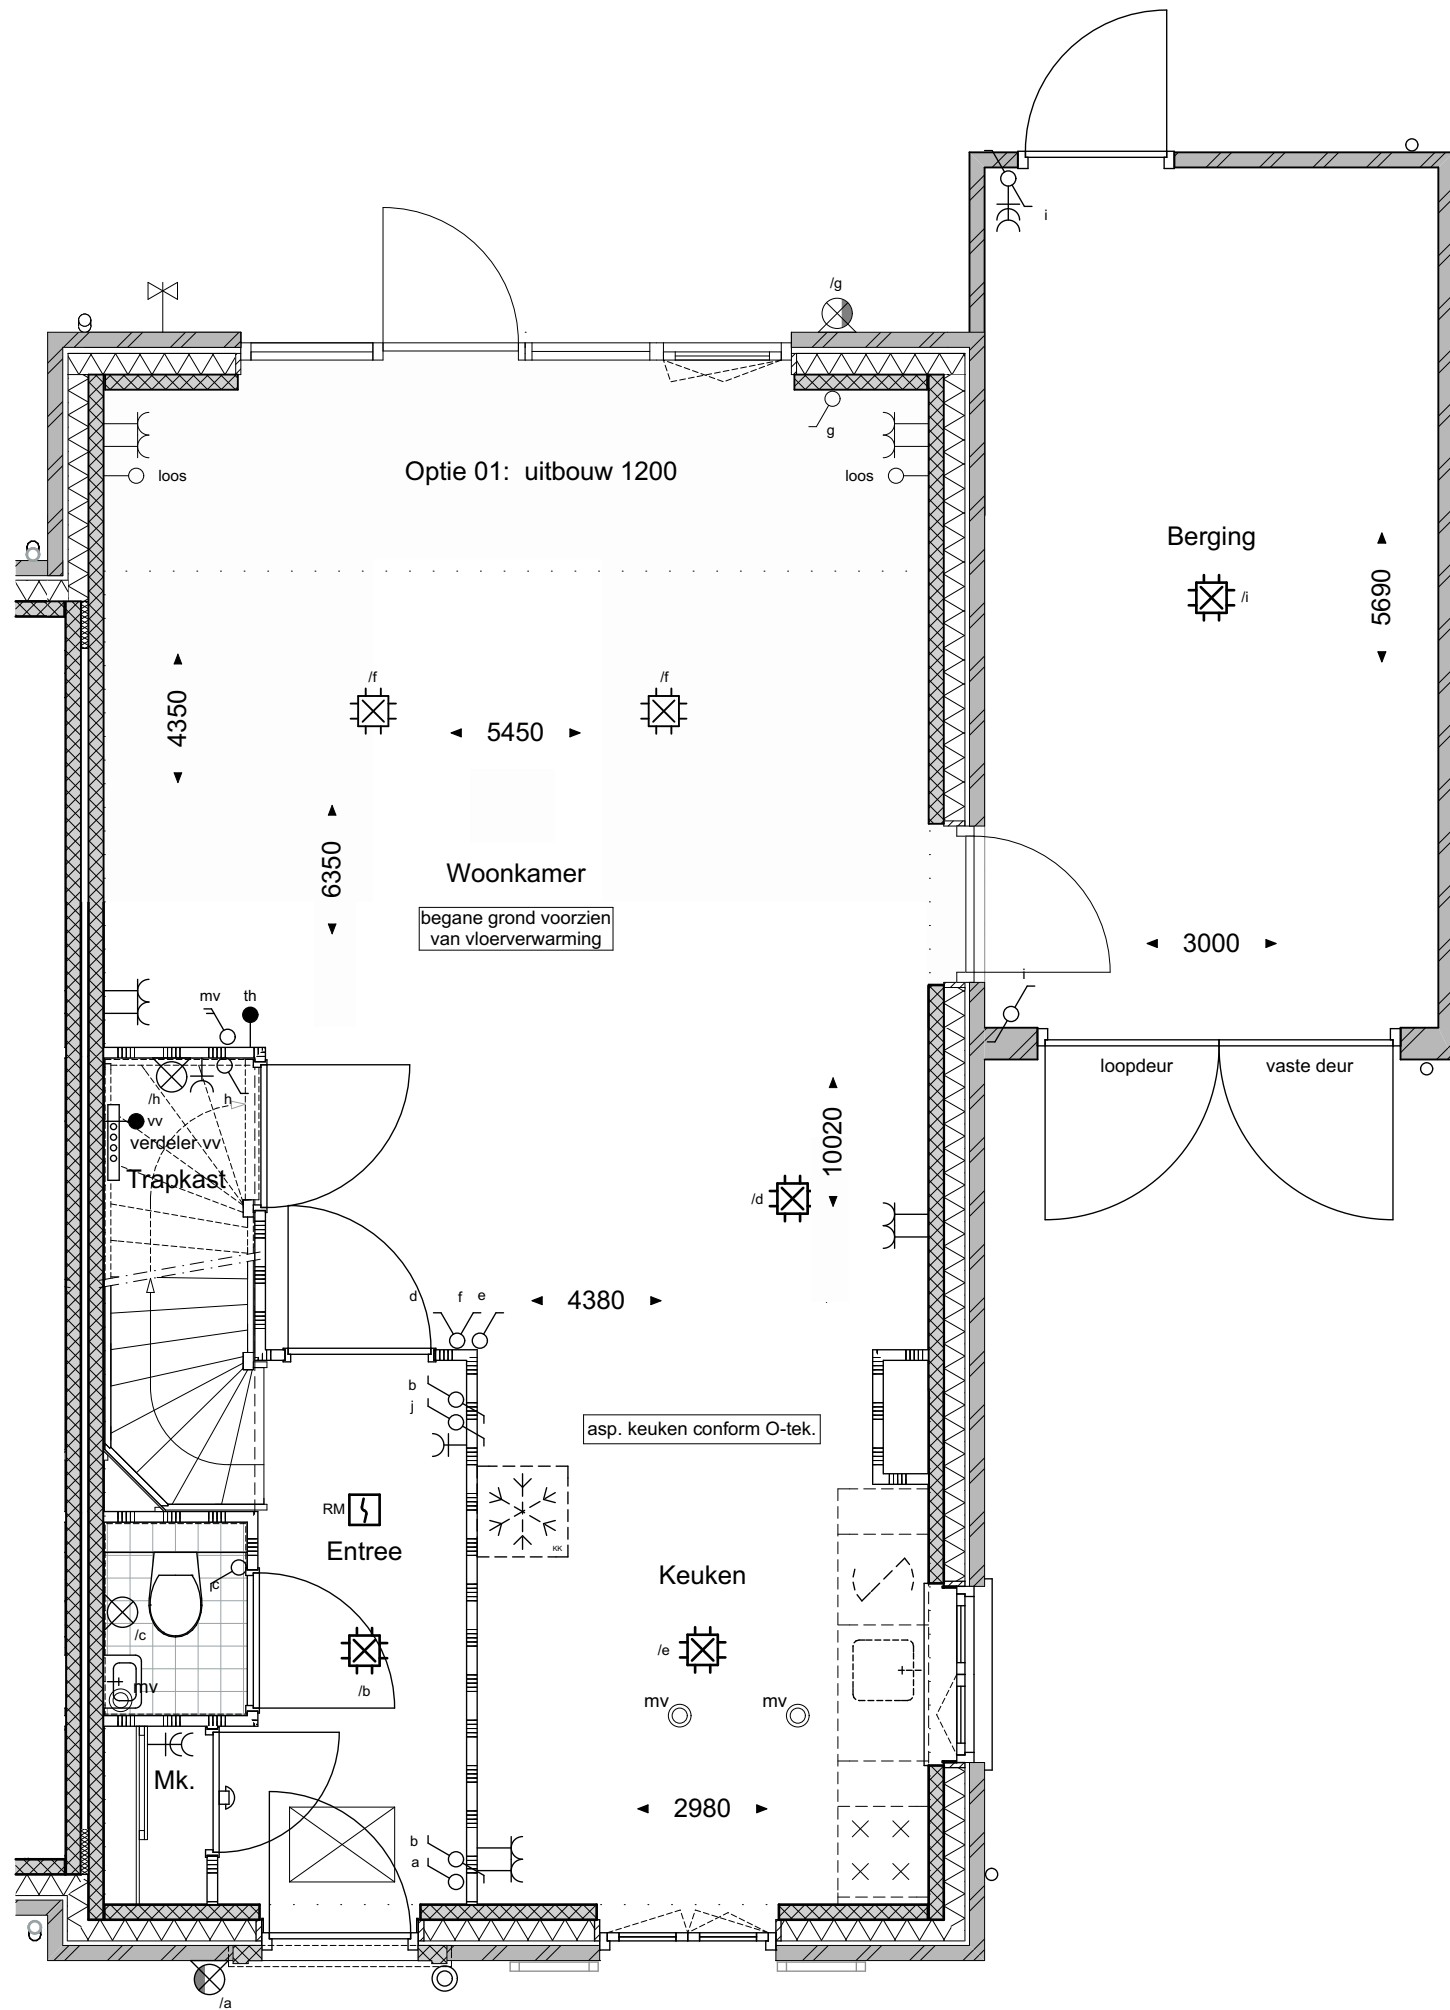 i
/g
g
loos
Optie 01: uitbouw 1200
loos
Berging
/i
5690
/f
/f
4350
5450
6350
Woonkamer
begane grond voorzien
van vloerverwarming
3000
i
mv
th
/h
h
vv
verdeler vv
Trapkast
loopdeur
vaste deur
10020
/d
d
f
e
4380
b
j
asp. keuken conform O-tek.
RM
Entree
KK
Keuken
c
/c
/b
/e
mv
mv
mv
Mk.
2980
b
a
/a